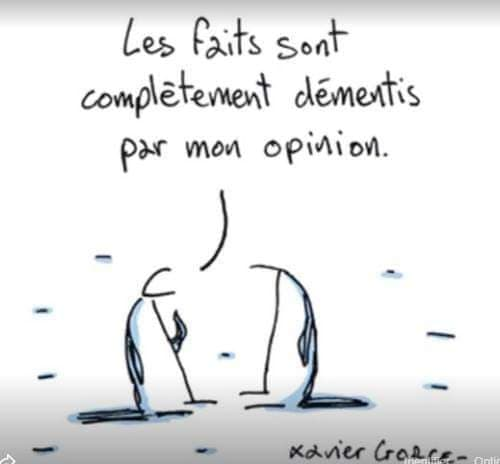 Les faits sont
complètement démentis
par mon opinion.
xavier Gorce-